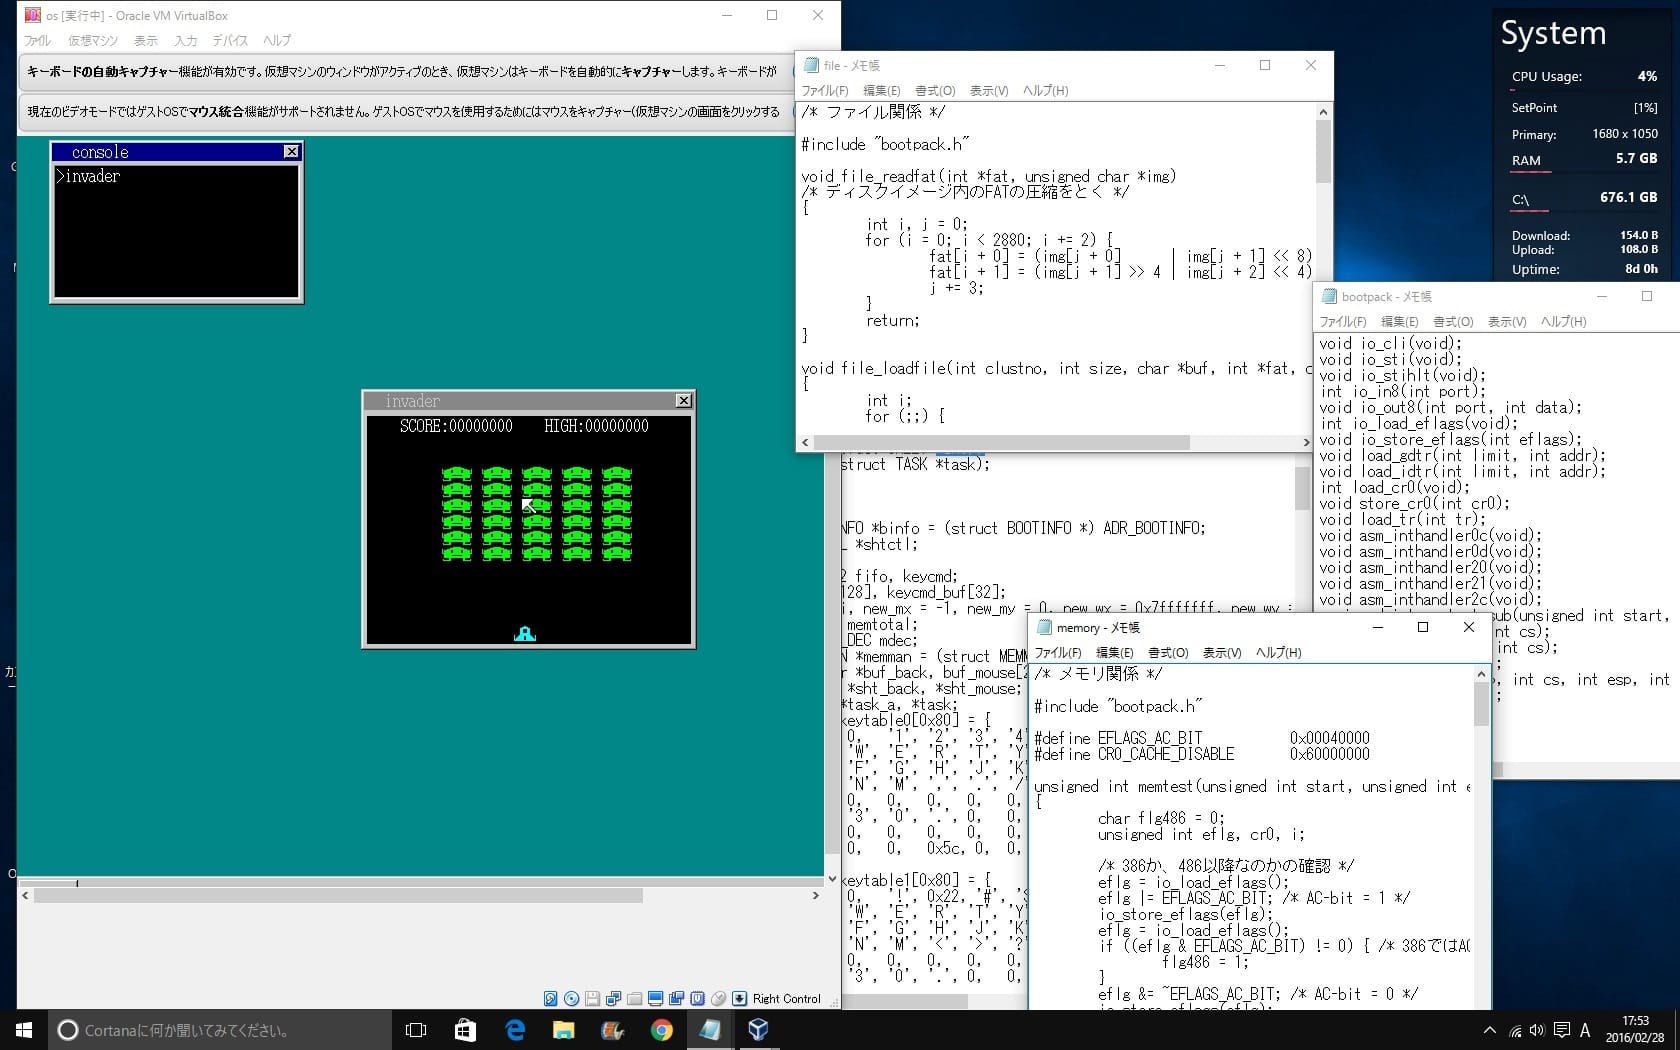 os [実行中] - Oracle VM VirtualBox
ファイル 仮想マシン 表示 入力 デバイス ヘルプ
キーボードの自動キャプチャー機能が有効です。仮想マシンのウィンドウがアクティブのとき、仮想マシンはキーボードを自動的にキャプチャーします。キーボードが
現在のビデオモードではゲストOSでマウス統合機能がサポートされません。ゲストOSでマウスを使用するためにはマウスをキャプチャー(仮想マシンの画面をクリックする
console
>invader
invader
SCORE:00000000 HIGH:00000000
Right Control
file - メモ帳
ファイル(F) 編集(E) 書式(O) 表示(V) ヘルプ(H)
/* ファイル関係 */
#include "bootpack.h"
void file_readfat(int *fat, unsigned char *img)
/* ディスクイメージ内のFATの圧縮をとく */
{
int i, j = 0;
for (i = 0; i < 2880; i += 2) {
fat[i + 0] = (img[j + 0] | img[j + 1] << 8)
fat[i + 1] = (img[j + 1] >> 4 | img[j + 2] << 4)
j += 3;
}
return;
}
void file_loadfile(int clustno, int size, char *buf, int *fat, c
{
int i;
for (;;) {
struct TASK *task);
NFO *binfo = (struct BOOTINFO *) ADR_BOOTINFO;
*shtctl;
2 fifo, keycmd;
128], keycmd_buf[32];
i, new_mx = -1, new_my = 0, new_wx = 0x7fffffff, new_wy :
memtotal;
_DEC mdec;
N *memman = (struct MEMM
r *buf_back, buf_mouse[2
*sht_back, *sht_mouse;
*task_a, *task;
keytable0[0x80] = {
0, '1', '2', '3', '4'
'W', 'E', 'R', 'T', 'Y'
'F', 'G', 'H', 'J', 'K'
'N', 'M', ',', '.', '/'
0, 0, 0, 0, 0,
'3', '0', '.', 0, 0,
0, 0, 0, 0, 0,
0, 0, 0x5c, 0, 0,
keytable1[0x80] = {
0, '!', 0x22, '#', '$
'W', 'E', 'R', 'T', 'Y'
'F', 'G', 'H', 'J', 'K'
'N', 'M', '<', '>', '?'
0, 0, 0, 0, 0,
'3', '0', '.', 0, 0,
System
CPU Usage: 4%
SetPoint [1%]
Primary: 1680 x 1050
RAM 5.7 GB
C:\ 676.1 GB
Download: 154.0 B
Upload: 108.0 B
Uptime: 8d 0h
bootpack - メモ帳
ファイル(F) 編集(E) 書式(O) 表示(V) ヘルプ(H)
void io_cli(void);
void io_sti(void);
void io_stihlt(void);
int io_in8(int port);
void io_out8(int port, int data);
int io_load_eflags(void);
void io_store_eflags(int eflags);
void load_gdtr(int limit, int addr);
void load_idtr(int limit, int addr);
int load_cr0(void);
void store_cr0(int cr0);
void load_tr(int tr);
void asm_inthandler0c(void);
void asm_inthandler0d(void);
void asm_inthandler20(void);
void asm_inthandler21(void);
void asm_inthandler2c(void);
sub(unsigned int start,
nt cs);
int cs);
;
, int cs, int esp, int
;
memory - メモ帳
ファイル(F) 編集(E) 書式(O) 表示(V) ヘルプ(H)
/* メモリ関係 */
#include "bootpack.h"
#define EFLAGS_AC_BIT 0x00040000
#define CR0_CACHE_DISABLE 0x60000000
unsigned int memtest(unsigned int start, unsigned int e
{
char flg486 = 0;
unsigned int eflg, cr0, i;
/* 386か、486以降なのかの確認 */
eflg = io_load_eflags();
eflg |= EFLAGS_AC_BIT; /* AC-bit = 1 */
io_store_eflags(eflg);
eflg = io_load_eflags();
if ((eflg & EFLAGS_AC_BIT) != 0) { /* 386ではAC
flg486 = 1;
}
eflg &= ~EFLAGS_AC_BIT; /* AC-bit = 0 */
io_store_eflags(eflg);
Cortanaに何か聞いてみてください。
A
17:53
2016/02/28